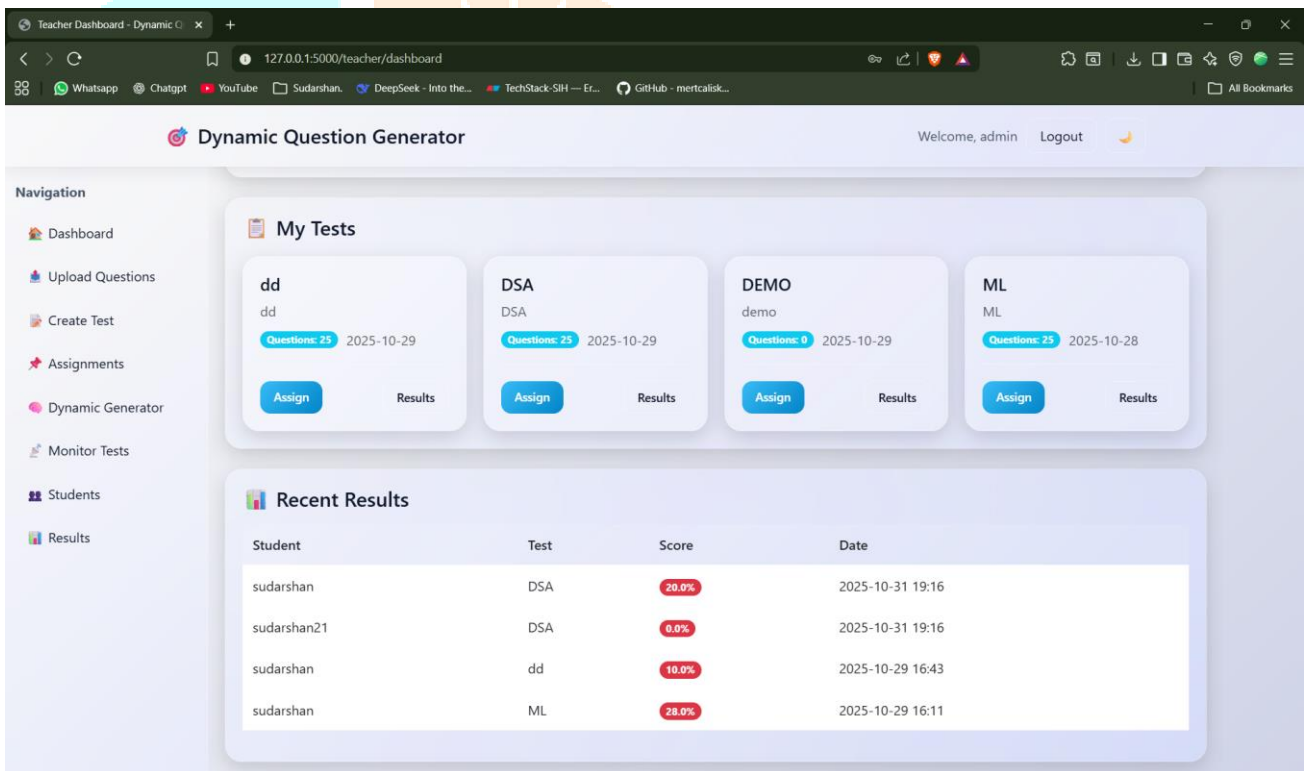 Teacher Dashboard - Dynamic Q
127.0.0.1:5000/teacher/dashboard
Whatsapp Chatgpt YouTube Sudarshan. DeepSeek - Into the... TechStack-SIH — Er... GitHub - mertcalisk... All Bookmarks
Dynamic Question Generator Welcome, admin Logout
Navigation
Dashboard
Upload Questions
Create Test
Assignments
Dynamic Generator
Monitor Tests
Students
Results
My Tests
dd
dd
Questions: 25 2025-10-29
Assign Results
DSA
DSA
Questions: 25 2025-10-29
Assign Results
DEMO
demo
Questions: 0 2025-10-29
Assign Results
ML
ML
Questions: 25 2025-10-28
Assign Results
Recent Results
Student Test Score Date
sudarshan DSA 20.0% 2025-10-31 19:16
sudarshan21 DSA 0.0% 2025-10-31 19:16
sudarshan dd 10.0% 2025-10-29 16:43
sudarshan ML 28.0% 2025-10-29 16:11